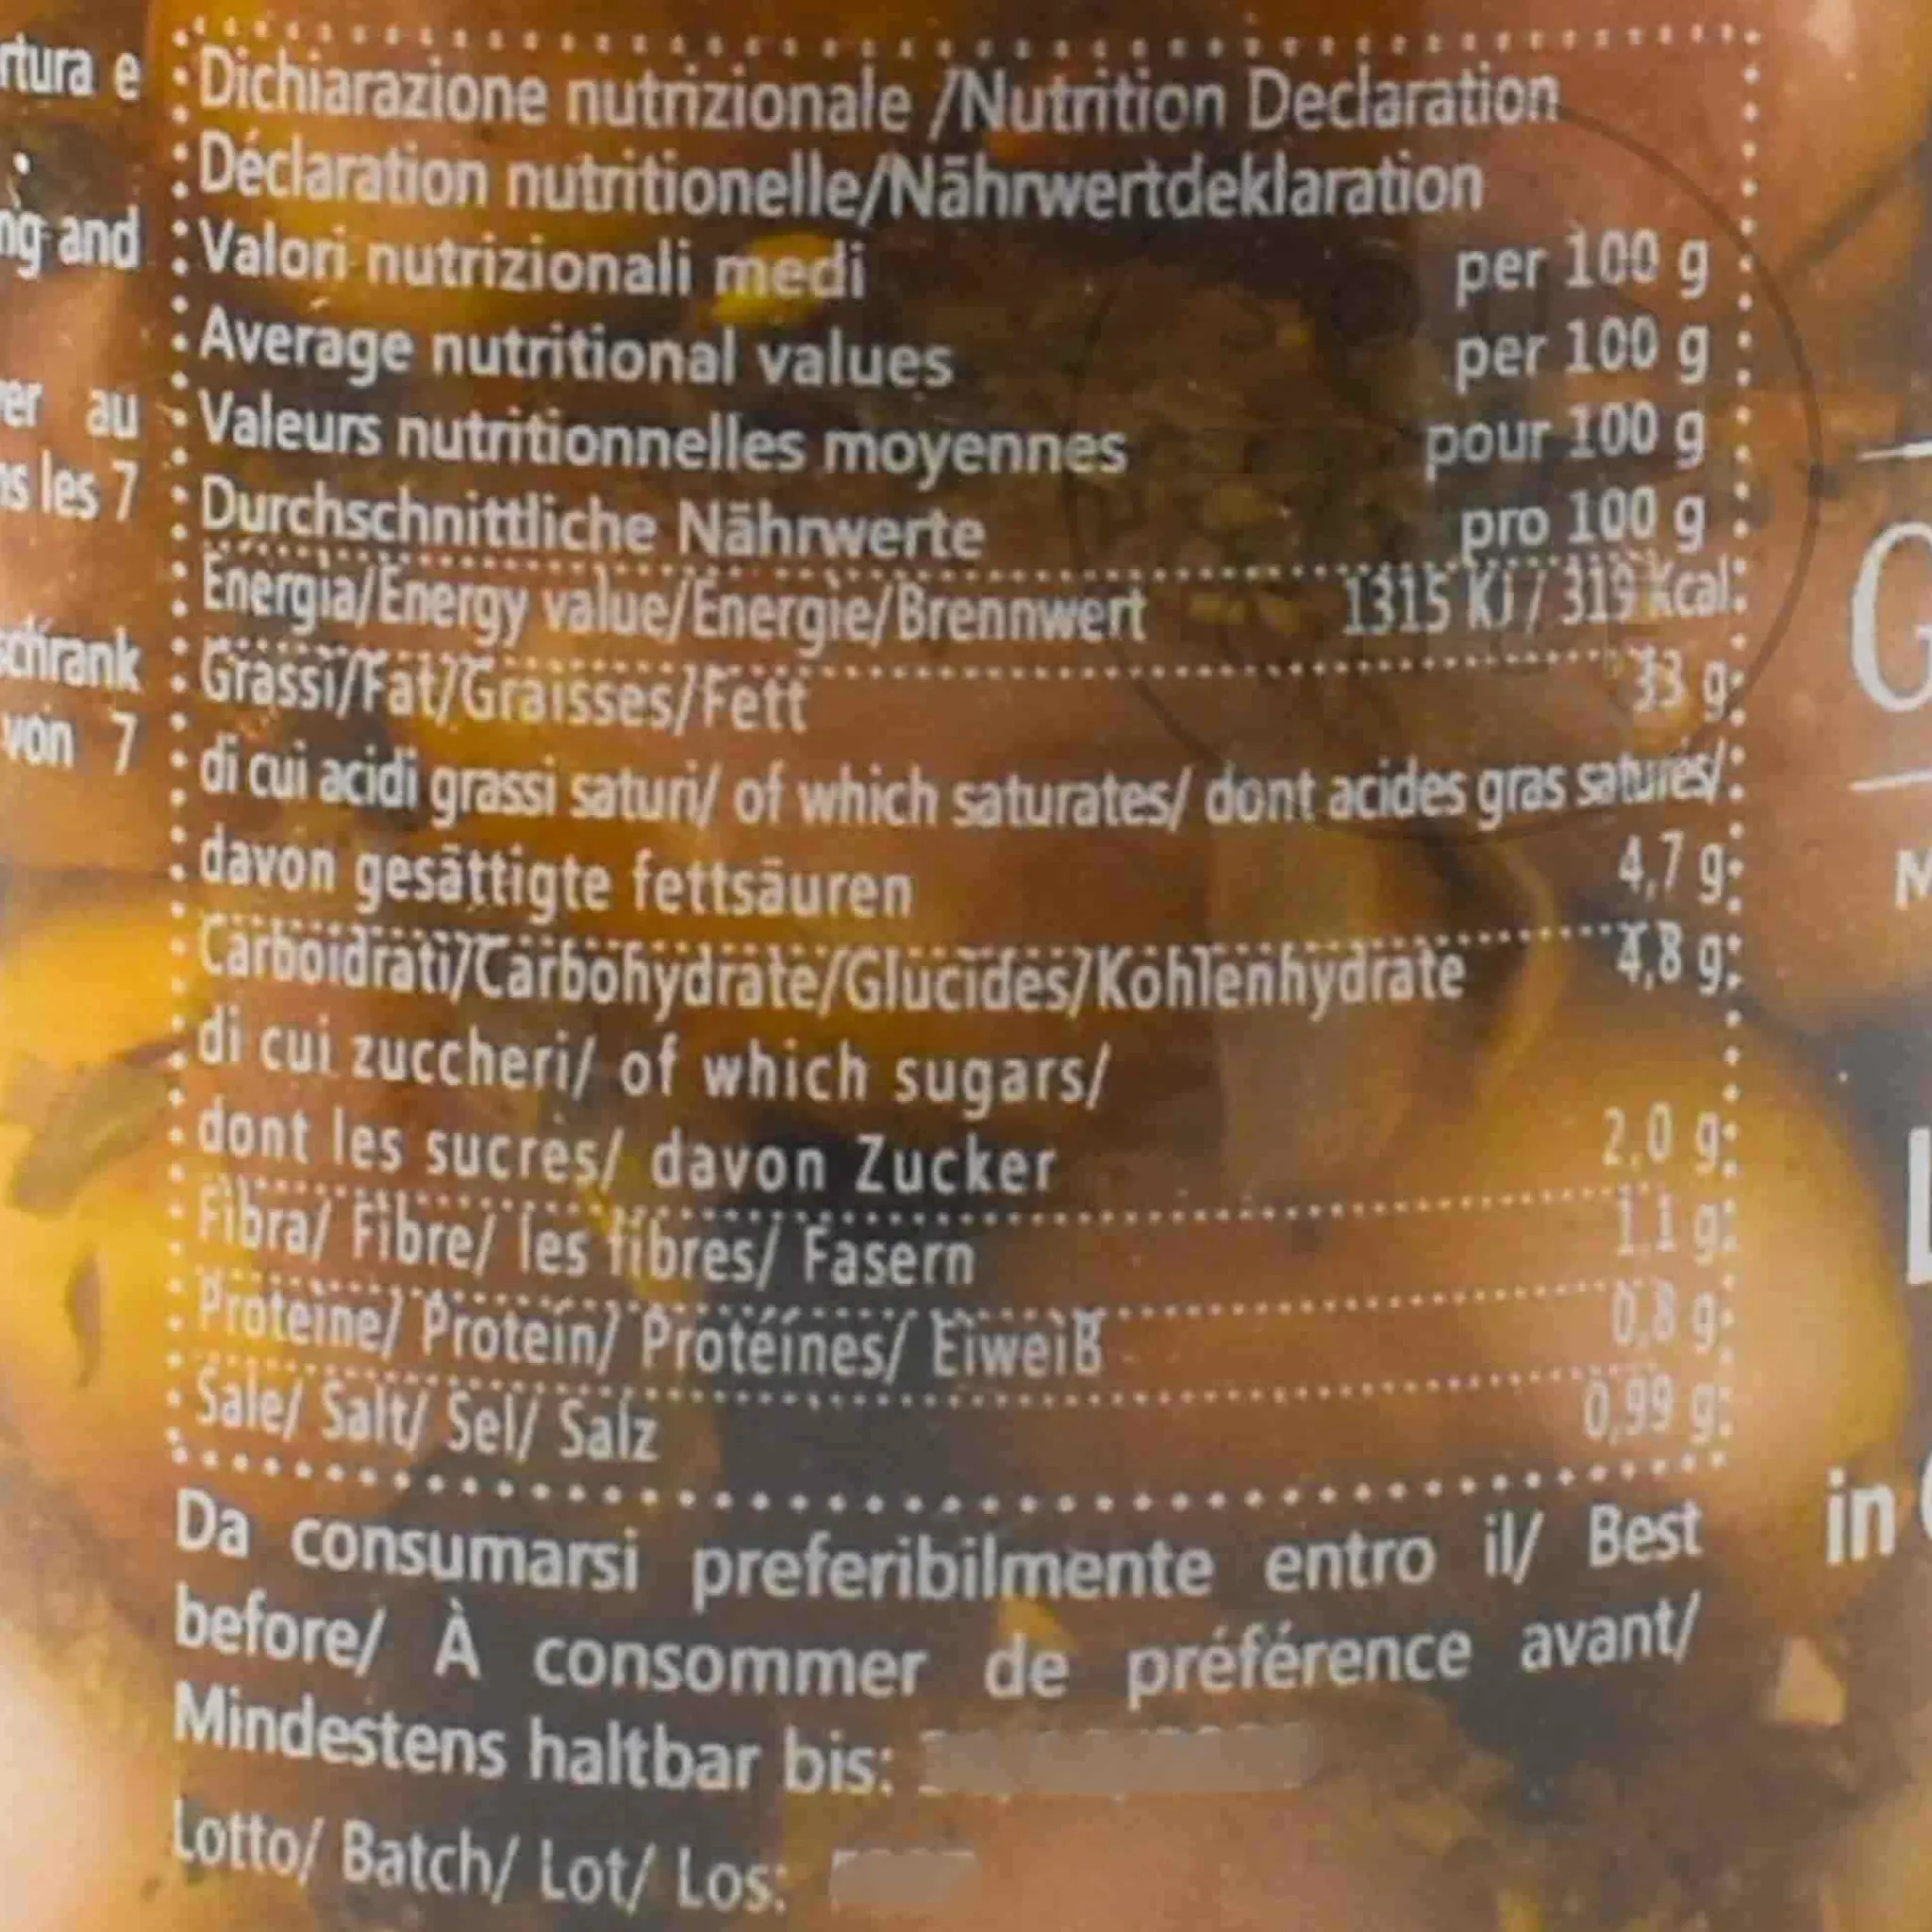 rtura e
ng and
er au
ns les 7
schrank
von 7
Dichiarazione nutrizionale /Nutrition Declaration
Déclaration nutritionelle/Nährwertdeklaration
Valori nutrizionali medi per 100 g
Average nutritional values per 100 g
Valeurs nutritionnelles moyennes pour 100 g
Durchschnittliche Nährwerte pro 100 g
Energia/Energy value/Énergie/Brennwert 1315 KJ / 319 Kcal
Grassi/Fat/Graisses/Fett 33 g
di cui acidi grassi saturi/ of which saturates/ dont acides gras saturés/
davon gesättigte fettsäuren 4,7 g
Carboidrati/Carbohydrate/Glucides/Kohlenhydrate 4,8 g
di cui zuccheri/ of which sugars/
dont les sucres/ davon Zucker 2,0 g
Fibra/ Fibre/ les fibres/ Fasern 1,1 g
Proteine/ Protein/ Protéines/ Eiweiß 0,8 g
Sale/ Salt/ Sel/ Salz 0,99 g
Da consumarsi preferibilmente entro il/ Best
before/ À consommer de préférence avant/
Mindestens haltbar bis:
Lotto/ Batch/ Lot/ Los:
G
M
L
in